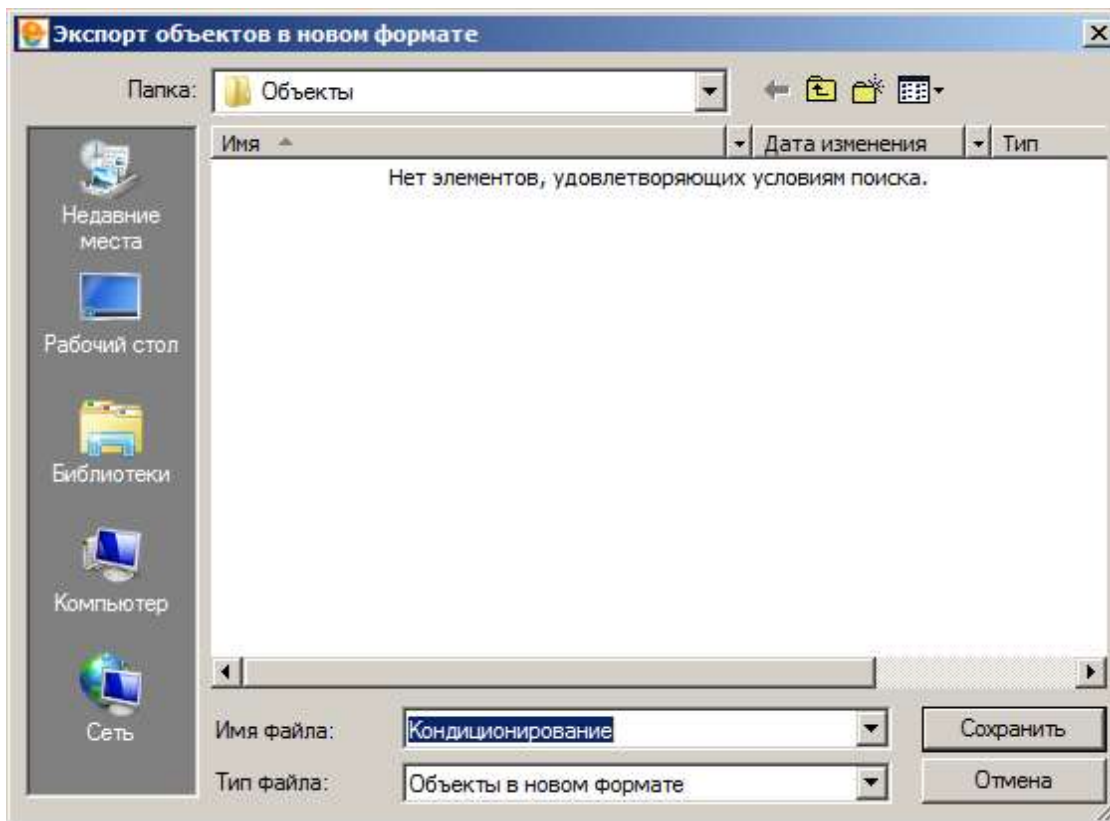 Экспорт объектов в новом формате
Папка: Объекты
Имя Дата изменения Тип
Нет элементов, удовлетворяющих условиям поиска.
Недавние
места
Рабочий стол
Библиотеки
Компьютер
Сеть
Имя файла: Кондиционирование Сохранить
Тип файла: Объекты в новом формате Отмена